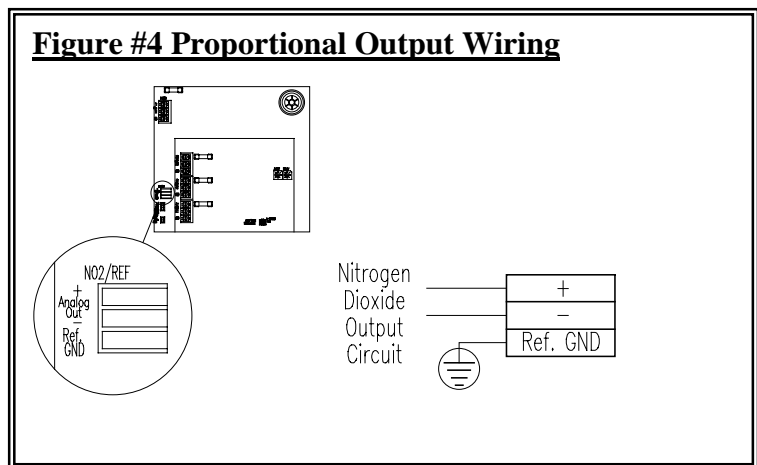 Figure #4 Proportional Output Wiring
NO2/REF
+
Analog
Out
−
Ref.
GND
Nitrogen
Dioxide
Output
Circuit
+
−
Ref. GND